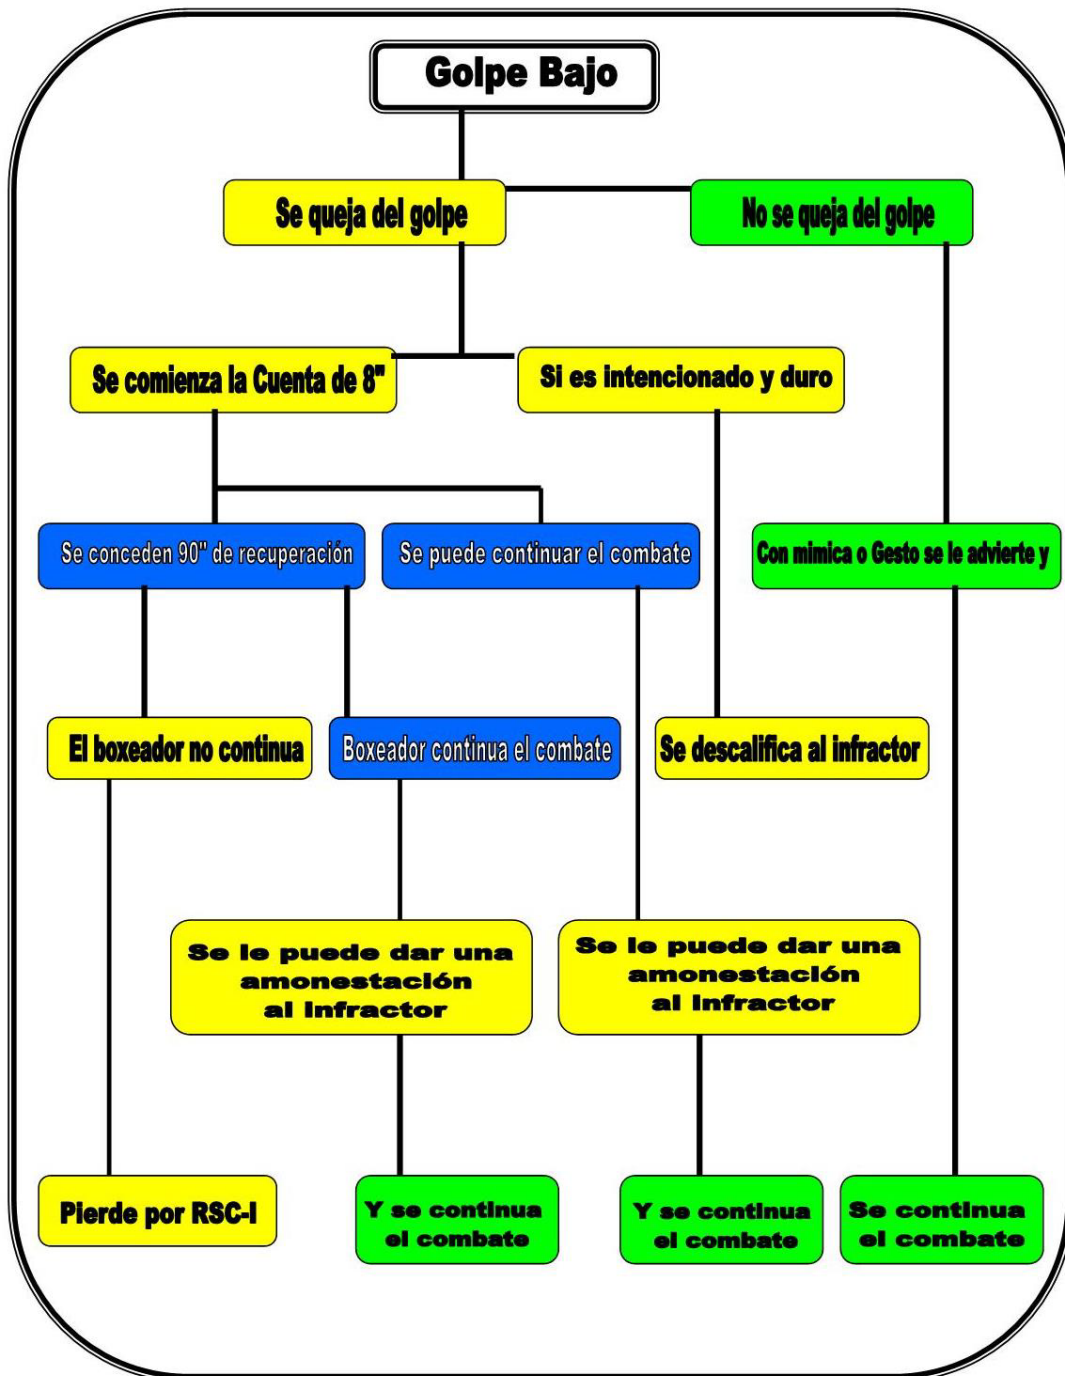 Golpe Bajo
Se queja del golpe
No se queja del golpe
Se comienza la Cuenta de 8"
Si es intencionado y duro
Se conceden 90" de recuperación
Se puede continuar el combate
Con mimica o Gesto se le advierte y
El boxeador no continua
Boxeador continua el combate
Se descalifica al infractor
Se le puede dar una
amonestación
al infractor
Se le puede dar una
amonestación
al infractor
Pierde por RSC-I
Y se continua
el combate
Y se continua
el combate
Se continua
el combate